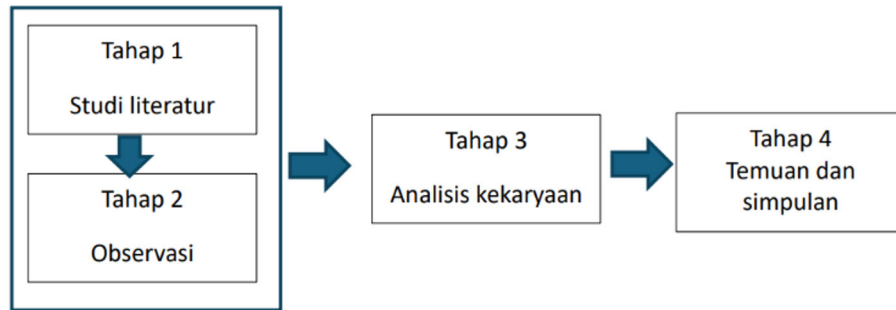 Tahap 1
Studi literatur
Tahap 2
Observasi
Tahap 3
Analisis kekaryaan
Tahap 4
Temuan dan
simpulan